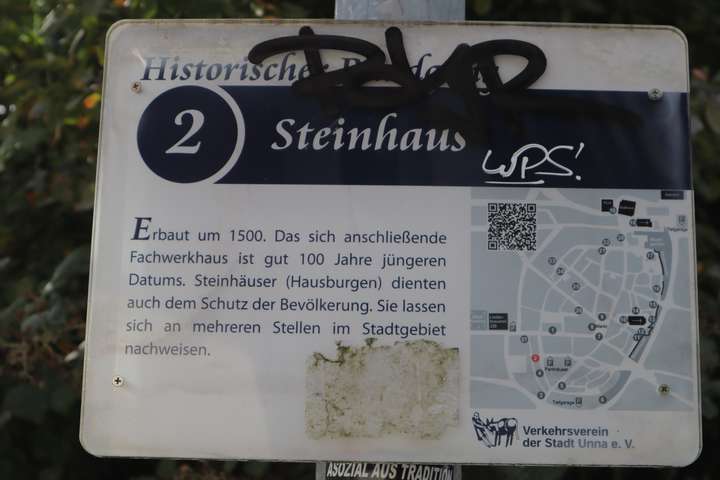 Historischer
2
Steinhaus
WPS!
Erbaut um 1500. Das sich anschließende
Fachwerkhaus ist gut 100 Jahre jüngeren
Datums. Steinhäuser (Hausburgen) dienten
auch dem Schutz der Bevölkerung. Sie lassen
sich an mehreren Stellen im Stadtgebiet
nachweisen.
Verkehrsverein
der Stadt Unna e. V.
ASOZIAL AUS TRADITION